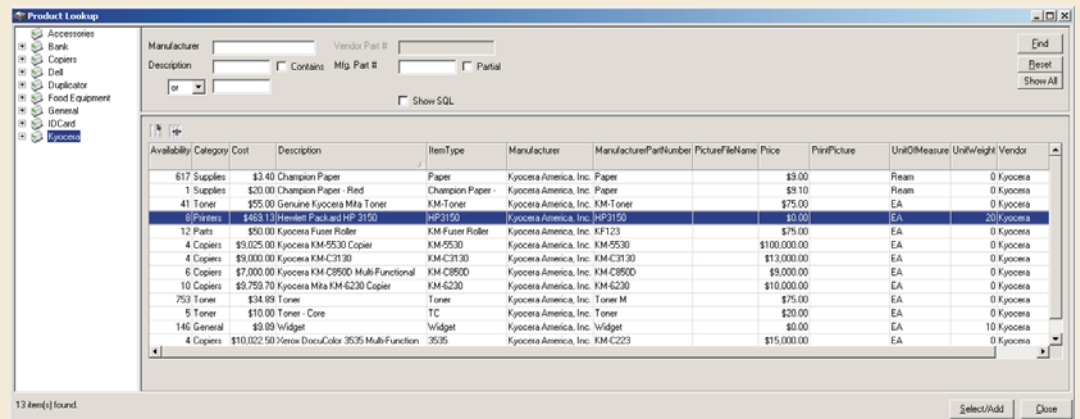 Product Lookup
Accessories
Bank
Copiers
Dell
Duplicator
Food Equipment
General
IDCard
Kyocera
Manufacturer Vendor Part #
Description Contains Mfg. Part # Partial
or
Show SQL
Find
Reset
Show All
Availability Category Cost Description ItemType Manufacturer ManufacturerPartNumber PictureFileName Price PrintPicture UnitOfMeasure UnitWeight Vendor
617 Supplies $3.40 Champion Paper Paper Kyocera America, Inc. Paper $9.00 Ream 0 Kyocera
1 Supplies $20.00 Champion Paper - Red Champion Paper - Kyocera America, Inc. Paper $9.10 Ream 0 Kyocera
41 Toner $55.00 Genuine Kyocera Mita Toner KM-Toner Kyocera America, Inc. KM-Toner $75.00 EA 0 Kyocera
8 Printers $469.13 Hewlett Packard HP 3150 HP3150 Kyocera America, Inc. HP3150 $0.00 EA 20 Kyocera
12 Parts $50.00 Kyocera Fuser Roller KM-Fuser Roller Kyocera America, Inc. KF123 $75.00 EA 0 Kyocera
4 Copiers $9,025.00 Kyocera KM-5530 Copier KM-5530 Kyocera America, Inc. KM-5530 $100,000.00 EA 0 Kyocera
4 Copiers $9,000.00 Kyocera KM-C3130 KM-C3130 Kyocera America, Inc. KM-C3130 $13,000.00 EA 0 Kyocera
6 Copiers $7,000.00 Kyocera KM-C850D Multi-Functional KM-C850D Kyocera America, Inc. KM-C850D $9,000.00 EA 0 Kyocera
10 Copiers $9,759.70 Kyocera Mita KM-6230 Copier KM-6230 Kyocera America, Inc. KM-6230 $10,000.00 EA 0 Kyocera
753 Toner $34.89 Toner Toner Kyocera America, Inc. Toner M $75.00 EA 0 Kyocera
5 Toner $10.00 Toner - Core TC Kyocera America, Inc. Toner $20.00 EA 0 Kyocera
146 General $9.89 Widget Widget Kyocera America, Inc. Widget $0.00 EA 10 Kyocera
4 Copiers $10,022.50 Xerox DocuColor 3535 Multi-Function 3535 Kyocera America, Inc. KM-C223 $15,000.00 EA 0 Kyocera
13 item(s) found.
Select/Add
Close